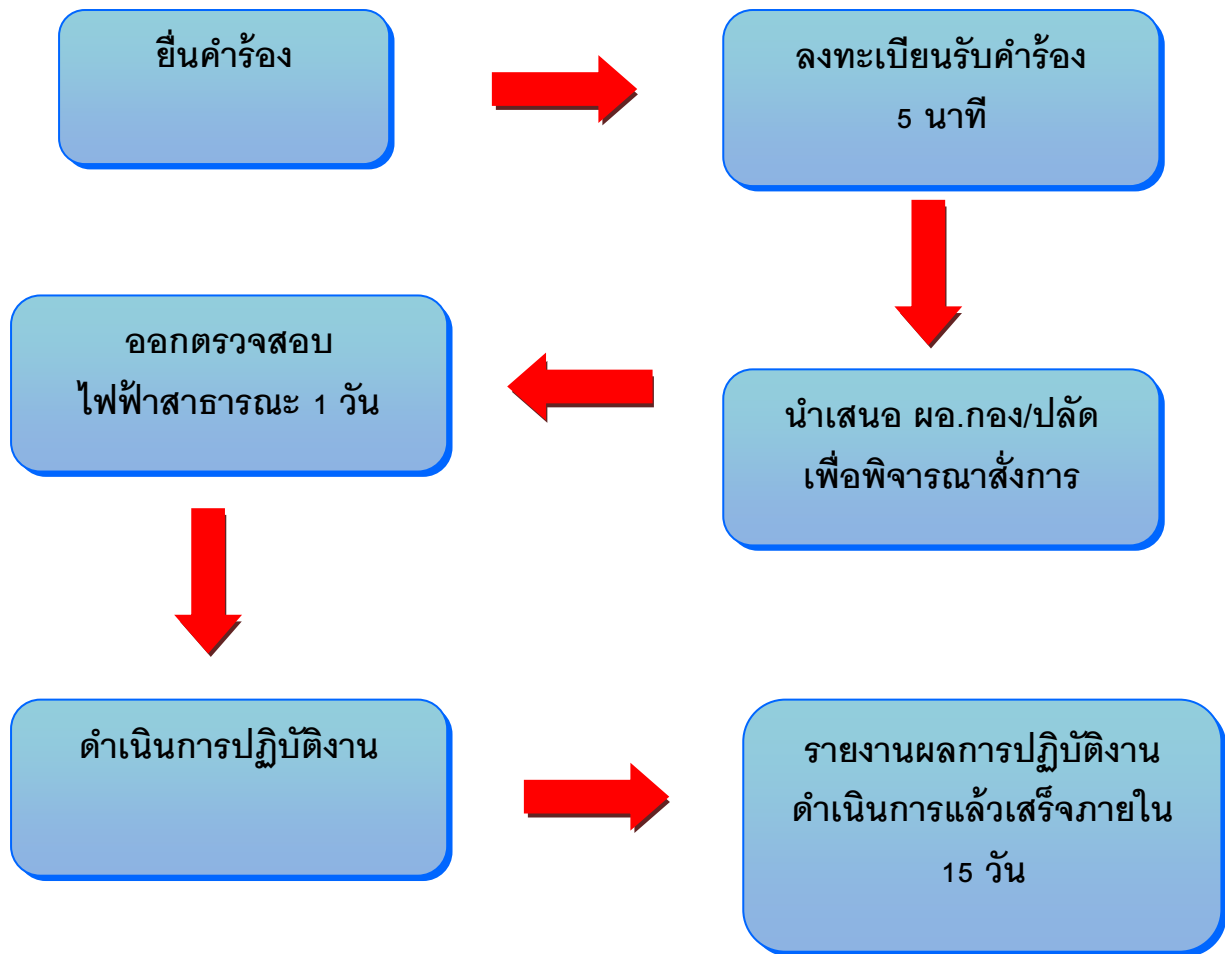 ยื่นคำร้อง
ลงทะเบียนรับคำร้อง
5 นาที
นำเสนอ ผอ.กอง/ปลัด
เพื่อพิจารณาสั่งการ
ออกตรวจสอบ
ไฟฟ้าสาธารณะ 1 วัน
ดำเนินการปฏิบัติงาน
รายงานผลการปฏิบัติงาน
ดำเนินการแล้วเสร็จภายใน
15 วัน